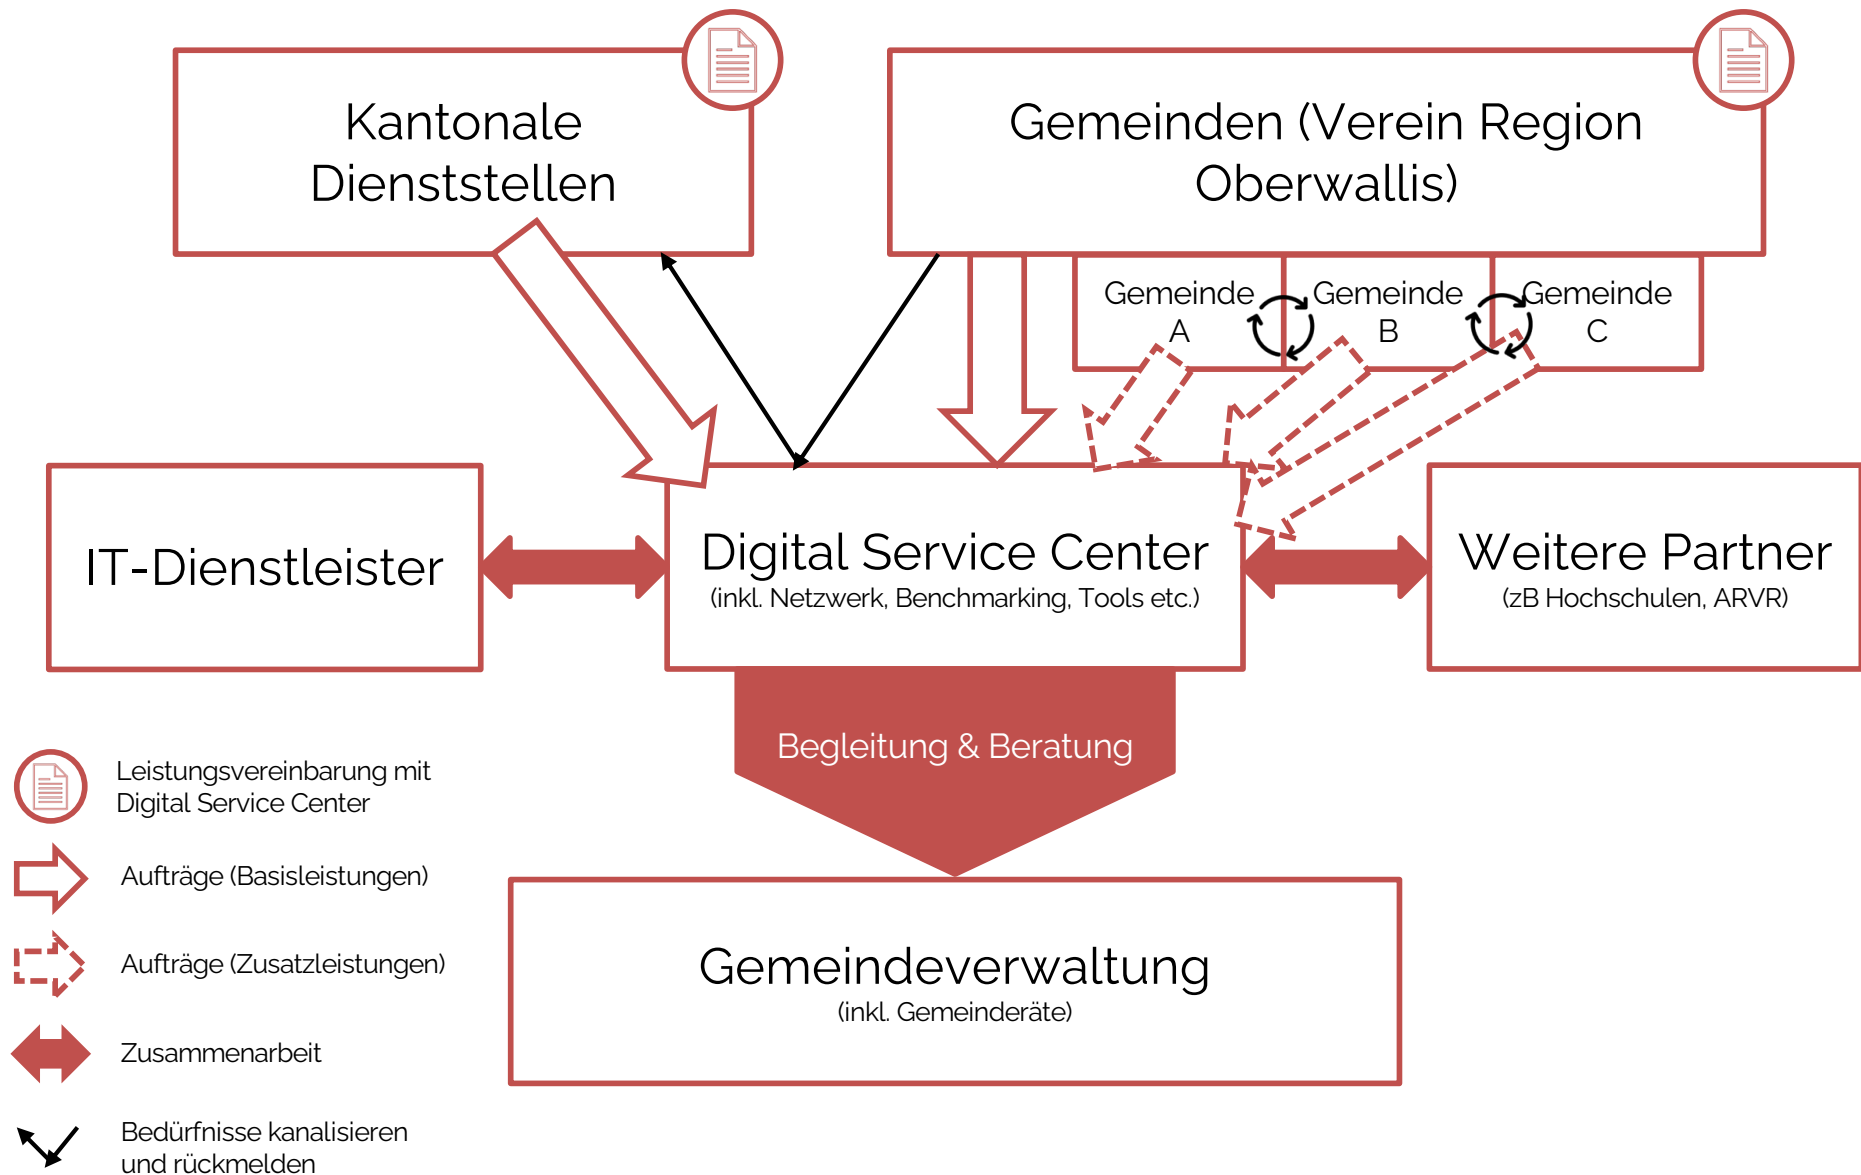 Kantonale
Dienststellen
Gemeinden (Verein Region
Oberwallis)
Gemeinde
A
Gemeinde
B
Gemeinde
C
IT-Dienstleister
Digital Service Center
(inkl. Netzwerk, Benchmarking, Tools etc.)
Weitere Partner
(zB Hochschulen, ARVR)
Begleitung & Beratung
Leistungsvereinbarung mit
Digital Service Center
Aufträge (Basisleistungen)
Aufträge (Zusatzleistungen)
Zusammenarbeit
Bedürfnisse kanalisieren
und rückmelden
Gemeindeverwaltung
(inkl. Gemeinderäte)